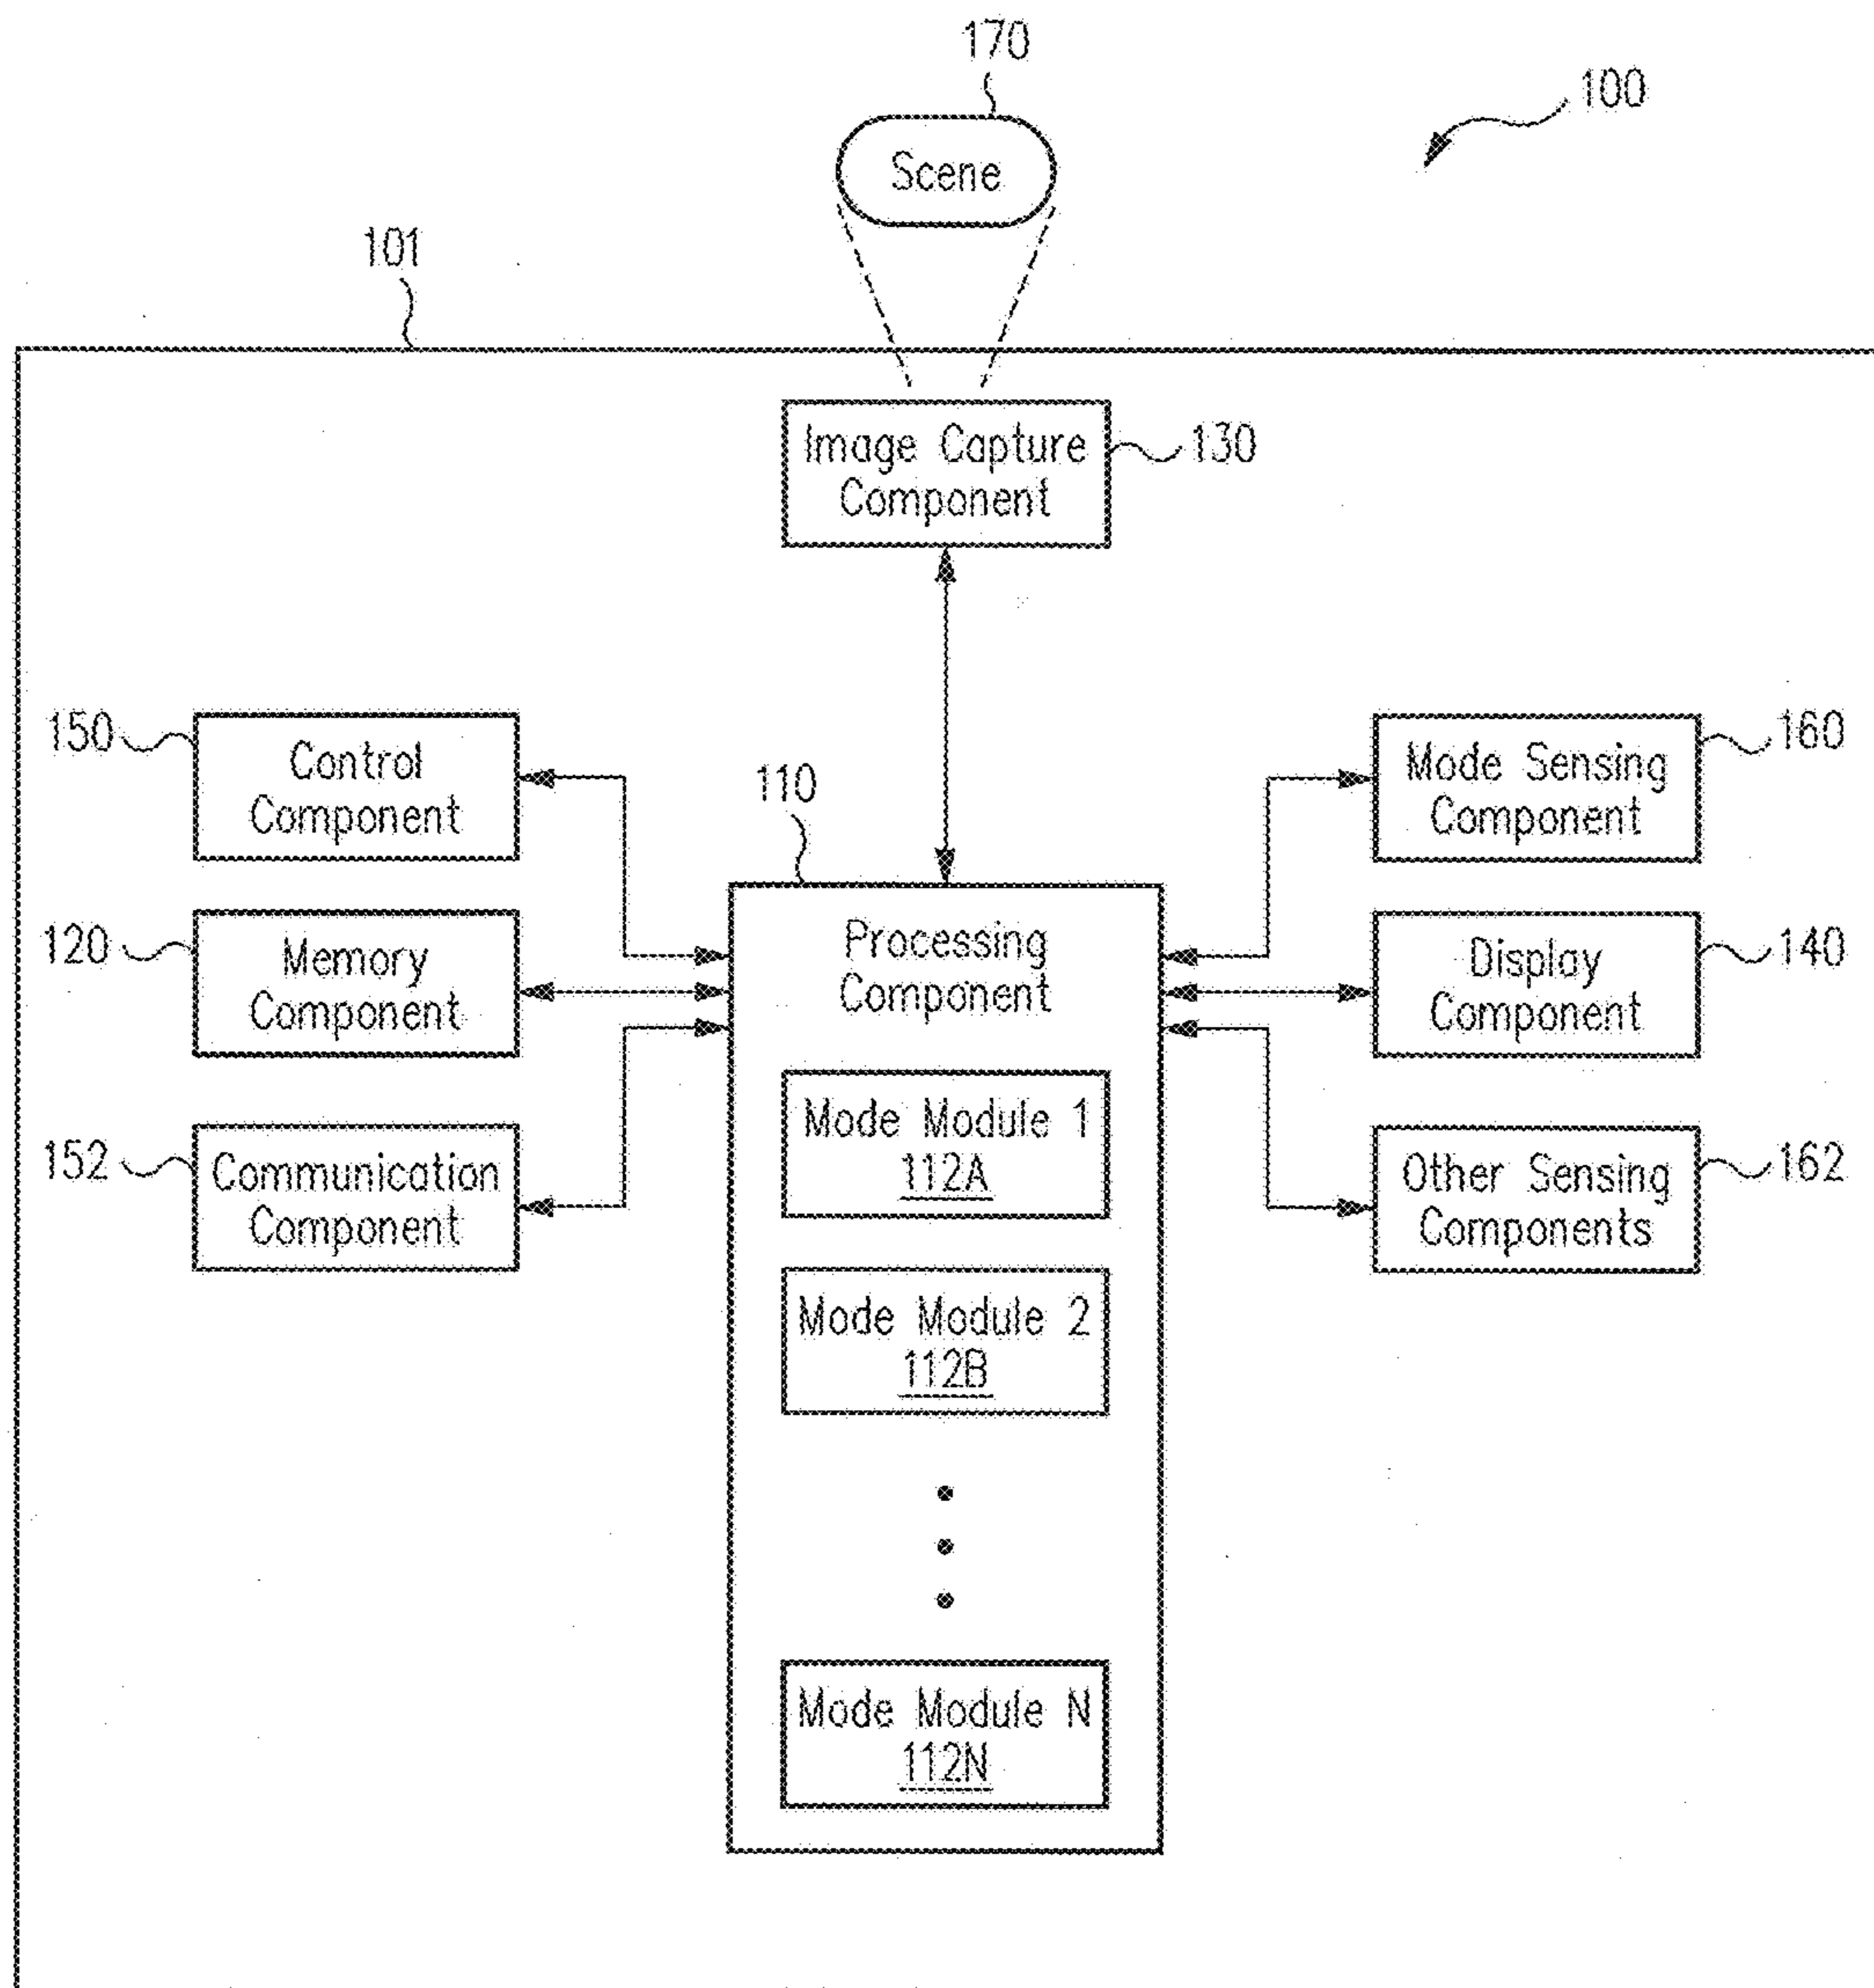 170
100
Scene
101
Image Capture
Component
130
150
Control
Component
110
160
Mode Sensing
Component
120
Memory
Component
Processing
Component
140
Display
Component
Mode Module 1
112A
152
Communication
Component
162
Other Sensing
Components
Mode Module 2
112B
Mode Module N
112N